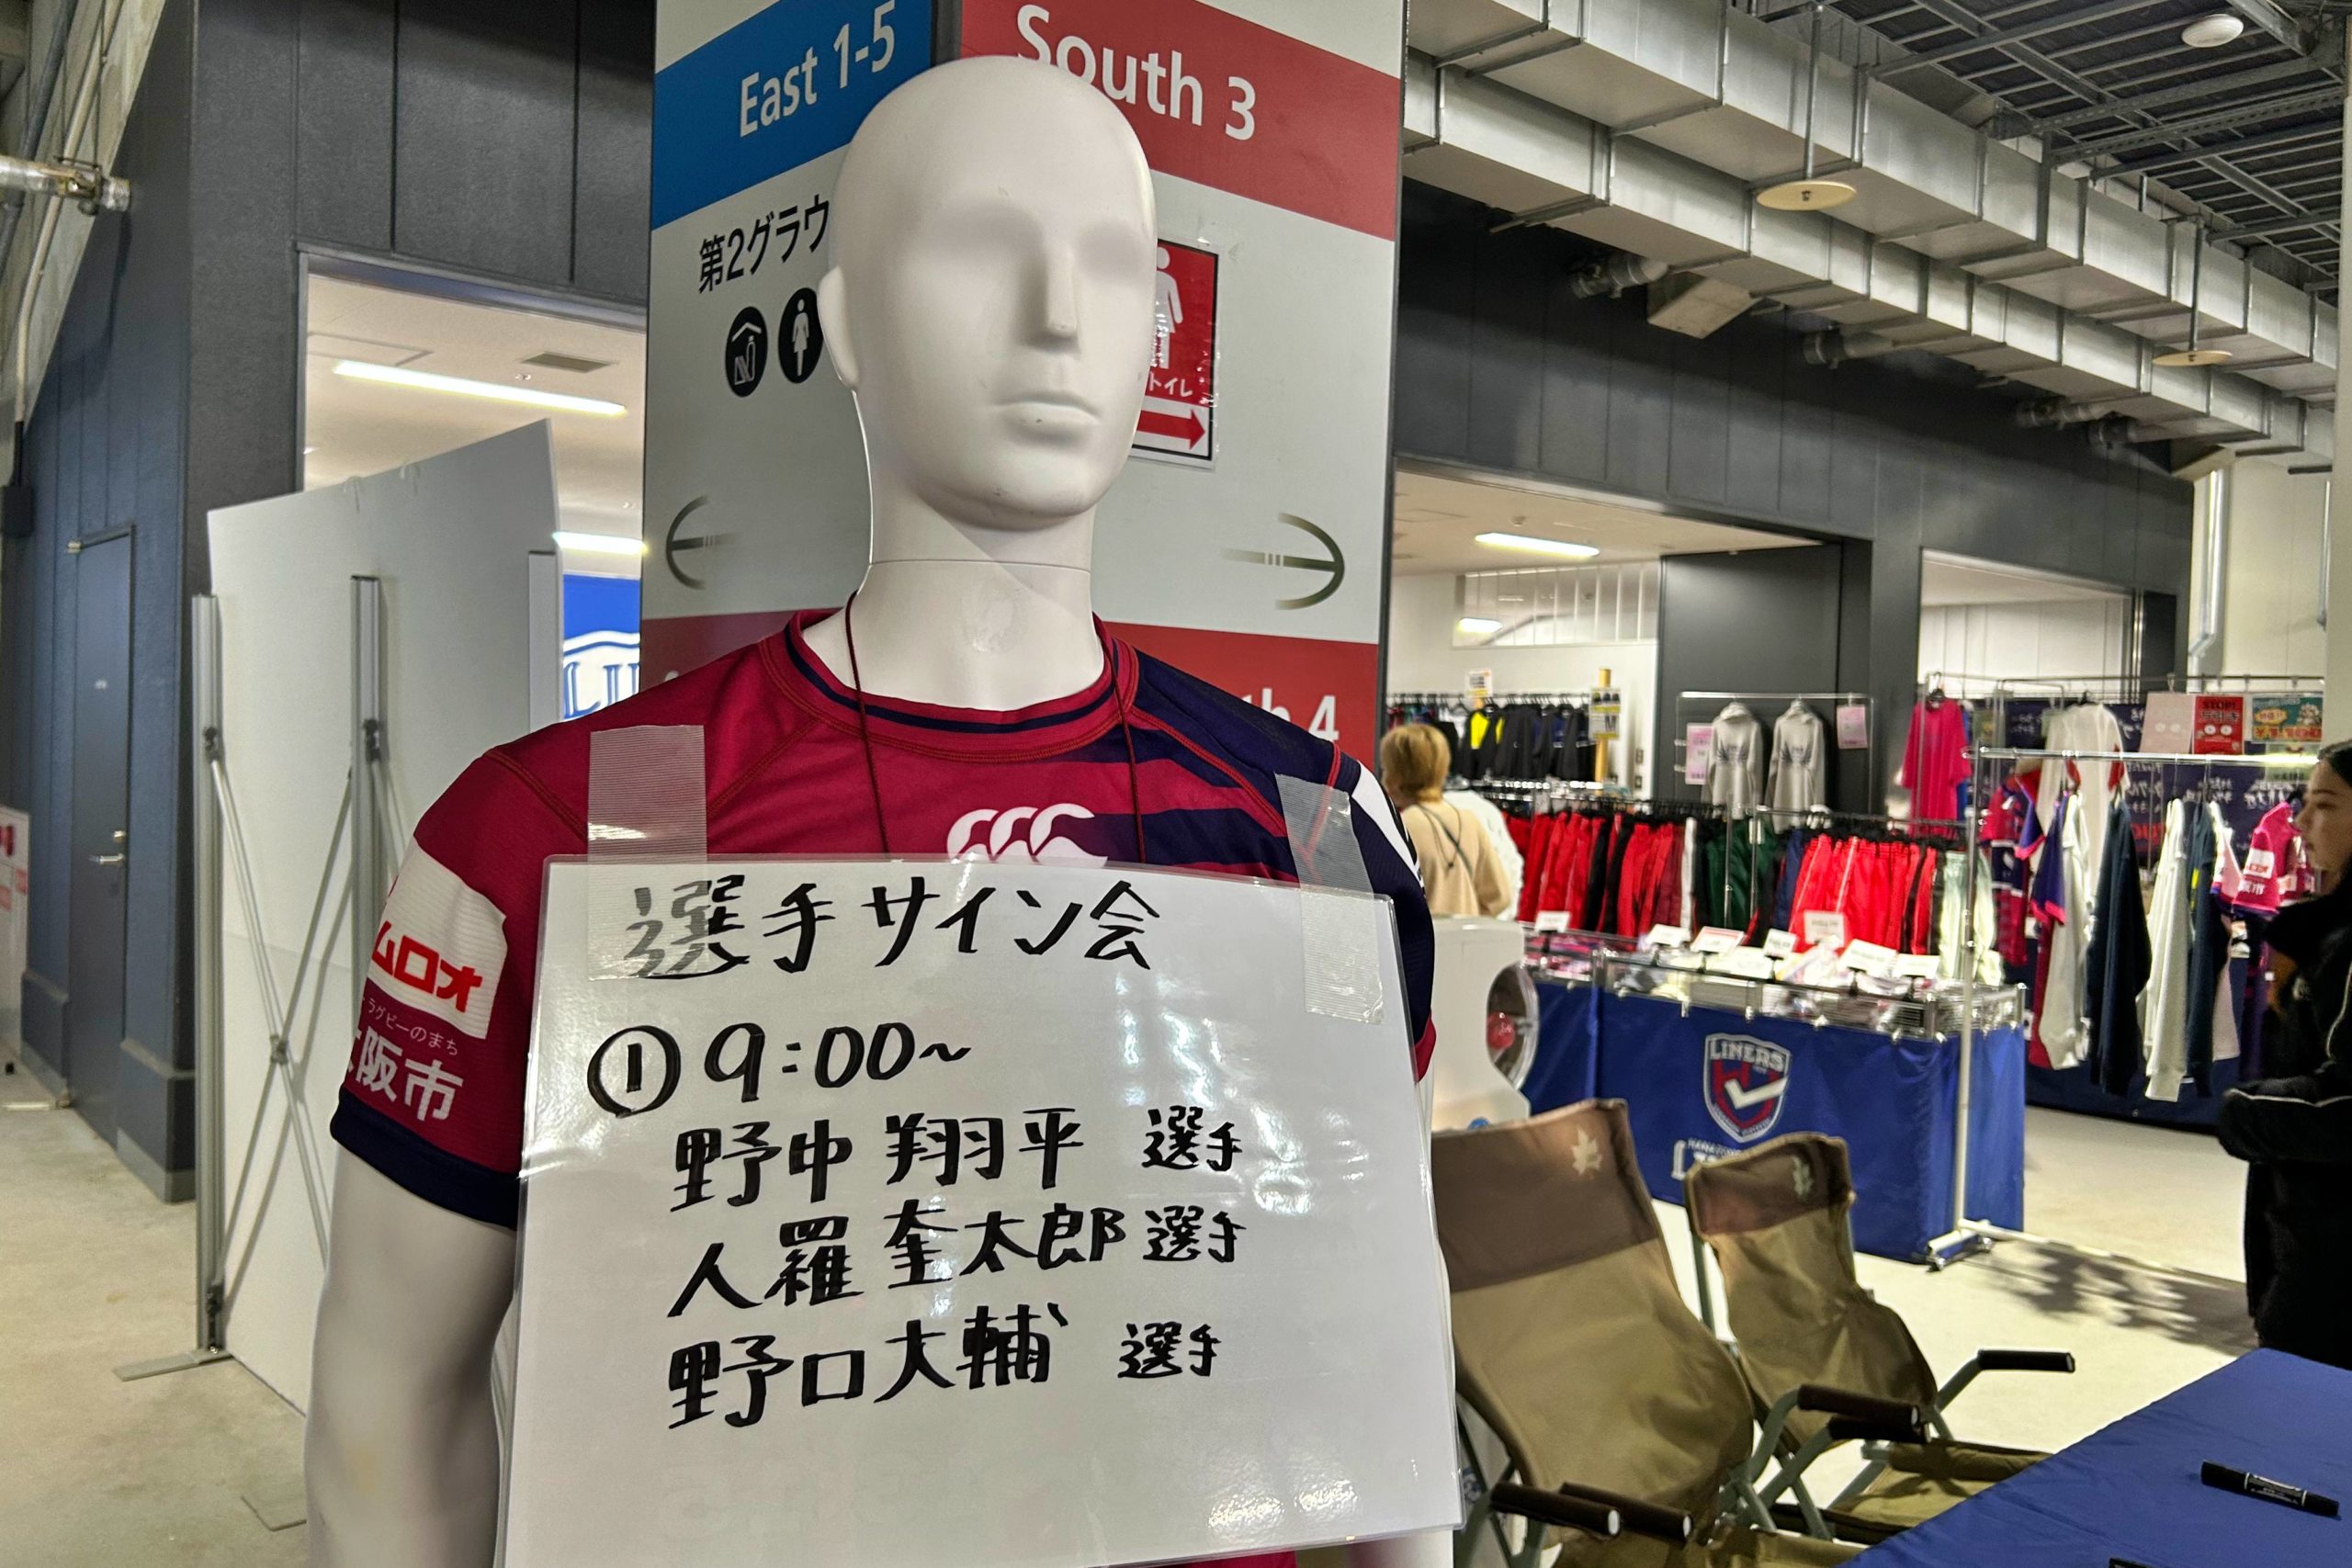 East 1-5
South 3
第2グラウ
トイレ
th 4
選手サイン会
①9:00~
野中 翔平 選手
人羅 奎太郎 選手
野口大輔 選手
ムロオ
ラグビーのまち
阪市
LINERS
STOP!